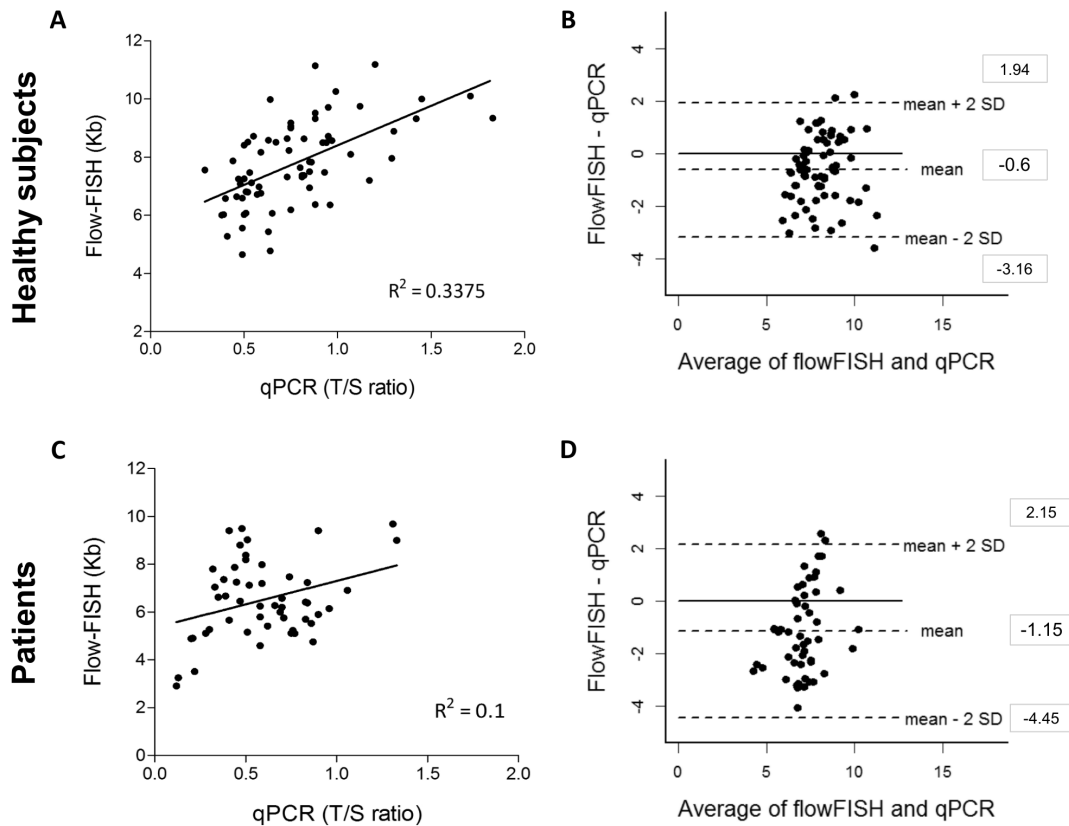 Healthy subjects
A
12
10
8
6
4
2
0.0 0.5 1.0 1.5 2.0
Flow-FISH (Kb)
qPCR (T/S ratio)
R² = 0.3375
B
4
2
0
-2
-4
0 5 10 15
FlowFISH - qPCR
Average of flowFISH and qPCR
1.94
mean + 2 SD
mean
-0.6
mean - 2 SD
-3.16
Patients
C
12
10
8
6
4
2
0
0.0 0.5 1.0 1.5 2.0
Flow-FISH (Kb)
qPCR (T/S ratio)
R² = 0.1
D
4
2
0
-2
-4
0 5 10 15
FlowFISH - qPCR
Average of flowFISH and qPCR
2.15
mean + 2 SD
mean
-1.15
mean - 2 SD
-4.45